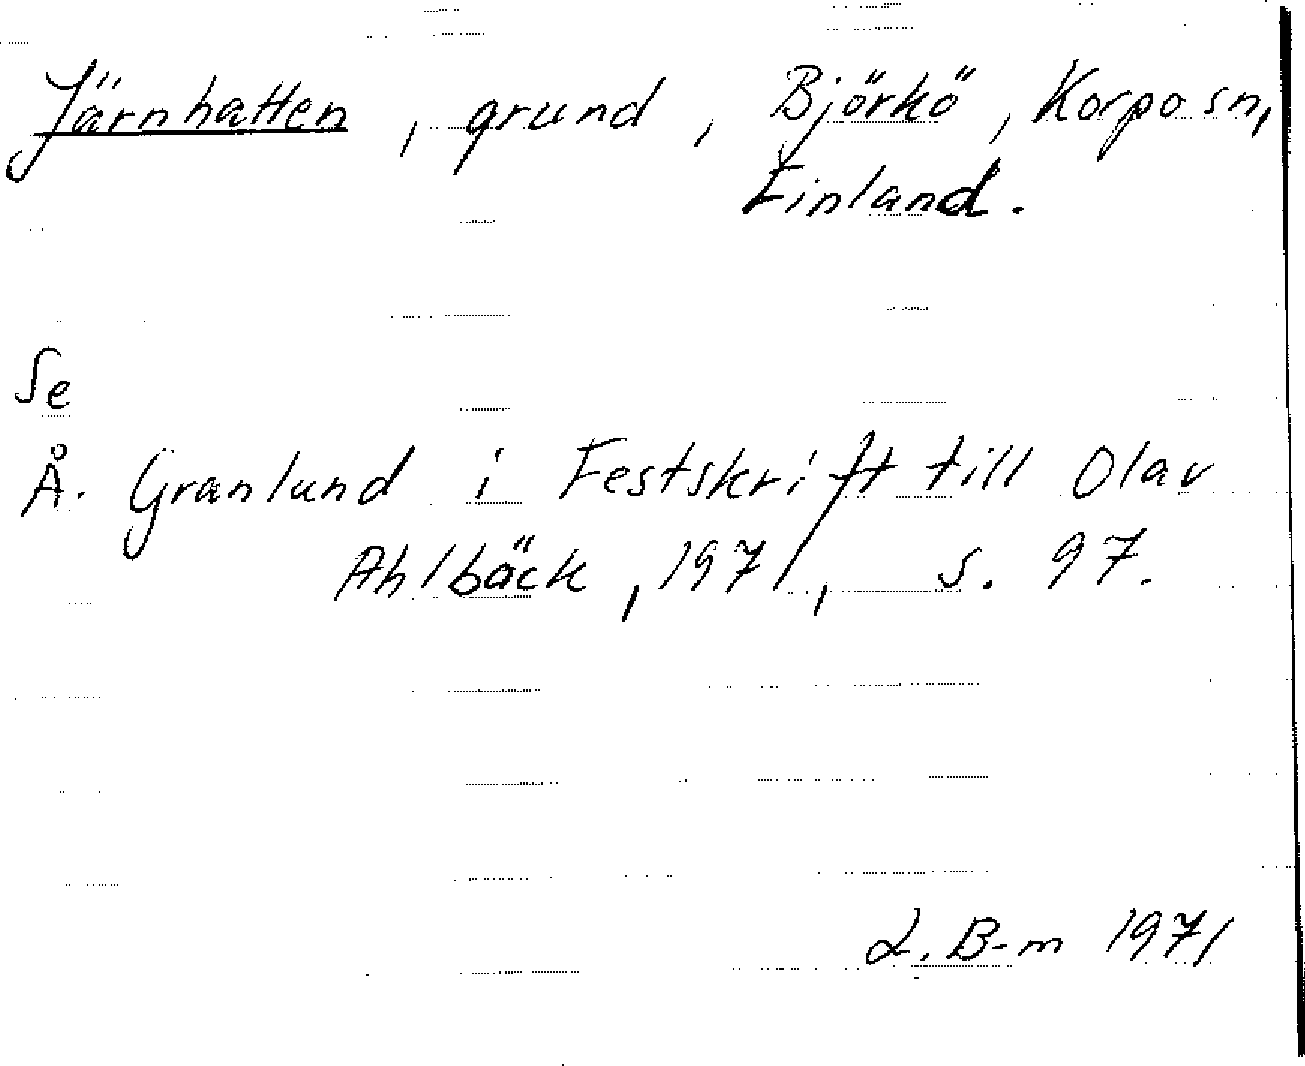 Järnhatten, grund, Björkö, Korpo sn,
Finland.
Se
Å. Granlund i Festskrift till Olav
Ahlbäck, 1971, s. 97.
L. B-m 1971